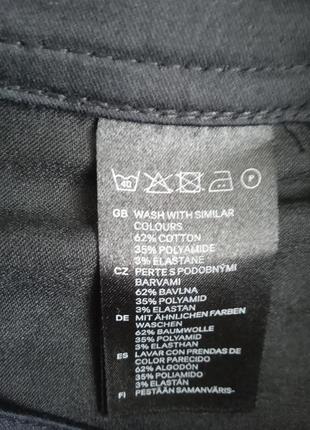 40
GB WASH WITH SIMILAR
COLOURS
62% COTTON
35% POLYAMIDE
3% ELASTANE
CZ PERTE S PODOBNÝMI
BARVAMI
62% BAVLNA
35% POLYAMID
3% ELASTAN
DE MIT ÄHNLICHEN FARBEN
WASCHEN
62% BAUMWOLLE
35% POLYAMID
3% ELASTHAN
ES LAVAR CON PRENDAS DE
COLOR PARECIDO
62% ALGODÓN
35% POLIAMIDA
3% ELASTANO
FI PESTÄÄN SAMANVÄRIS-